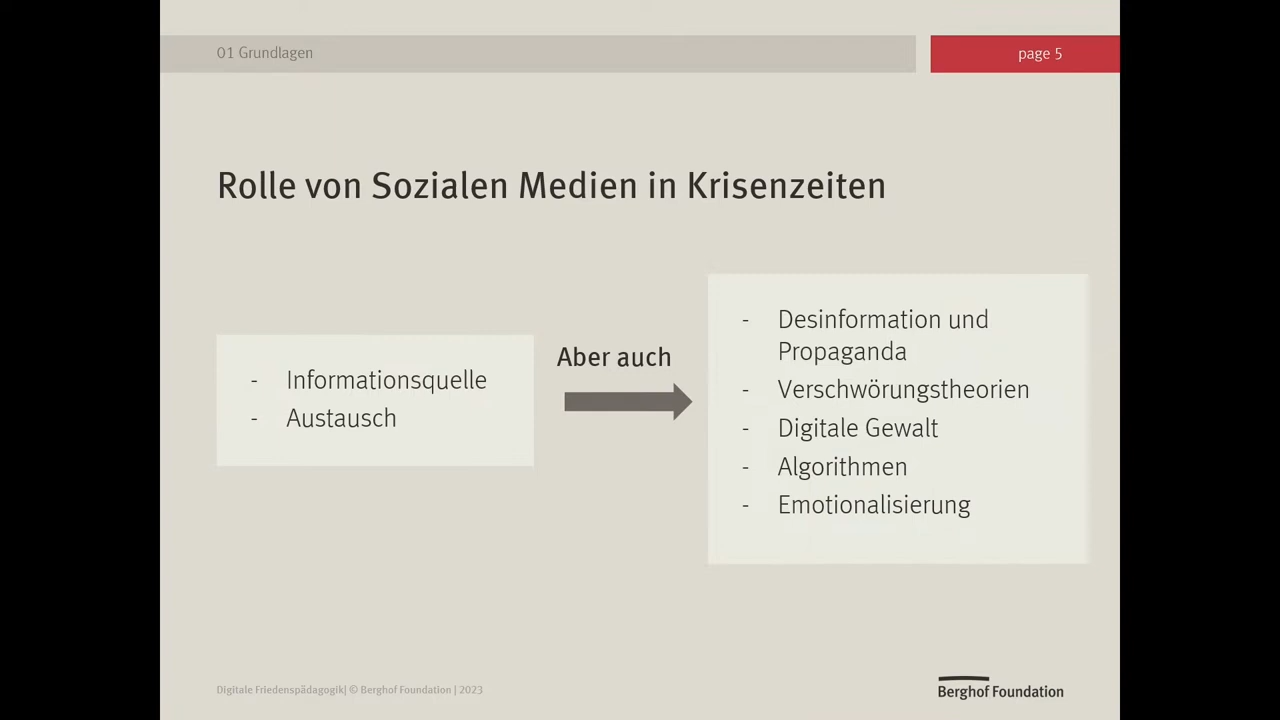 01 Grundlagen
page 5
Rolle von Sozialen Medien in Krisenzeiten
- Informationsquelle
- Austausch
Aber auch
- Desinformation und
Propaganda
- Verschwörungstheorien
- Digitale Gewalt
- Algorithmen
- Emotionalisierung
Digitale Friedenspädagogik| © Berghof Foundation | 2023
Berghof Foundation